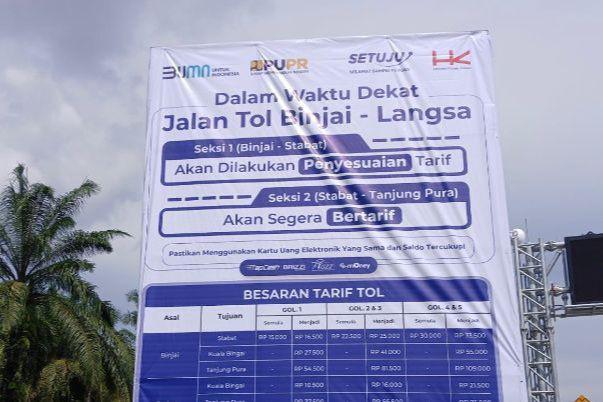 BUMN UNTUK INDONESIA PUPR SETUJU HK
Dalam Waktu Dekat
Jalan Tol Binjai - Langsa
Seksi 1 (Binjai - Stabat)
Akan Dilakukan Penyesuaian Tarif
Seksi 2 (Stabat - Tanjung Pura)
Akan Segera Bertarif
Pastikan Menggunakan Kartu Uang Elektronik Yang Sama dan Saldo Tercukupi
TapCash BRIZZI e-money
BESARAN TARIF TOL
Asal Tujuan GOL. 1 GOL. 2 & 3 GOL. 4 & 5
Semula Menjadi Semula Menjadi Semula Menjadi
Stabat RP 15.000 RP 16.500 RP 22.500 RP 25.000 RP 30.000 RP 33.500
Binjai Kuala Bingai - RP 27.500 - RP 41.000 - RP 55.000
Tanjung Pura - RP 54.500 - RP 81.500 - RP 109.000
Kuala Bingai - RP 10.500 - RP 16.000 - RP 21.500